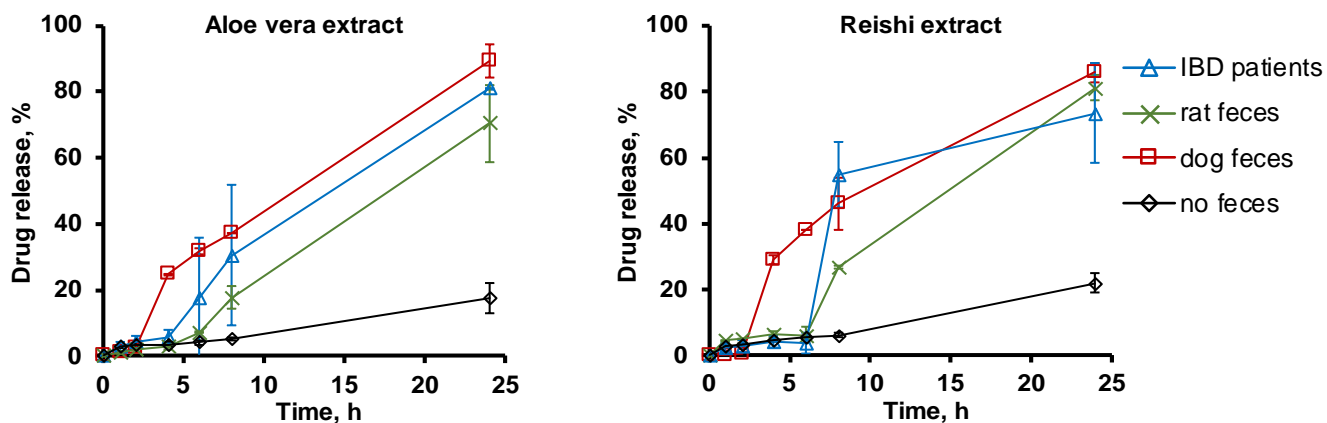 Aloe vera extract
Drug release, %
100
80
60
40
20
0
0 5 10 15 20 25
Time, h
Reishi extract
Drug release, %
100
80
60
40
20
0
0 5 10 15 20 25
Time, h
IBD patients
rat feces
dog feces
no feces